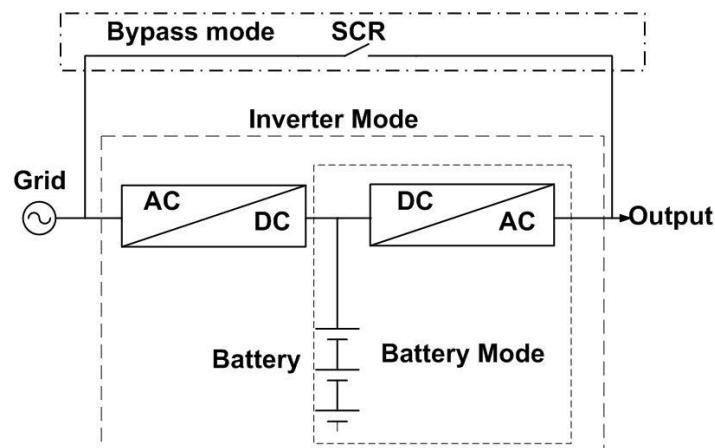 Bypass mode SCR
Inverter Mode
Grid
AC
DC
DC
AC
Output
Battery
Battery Mode